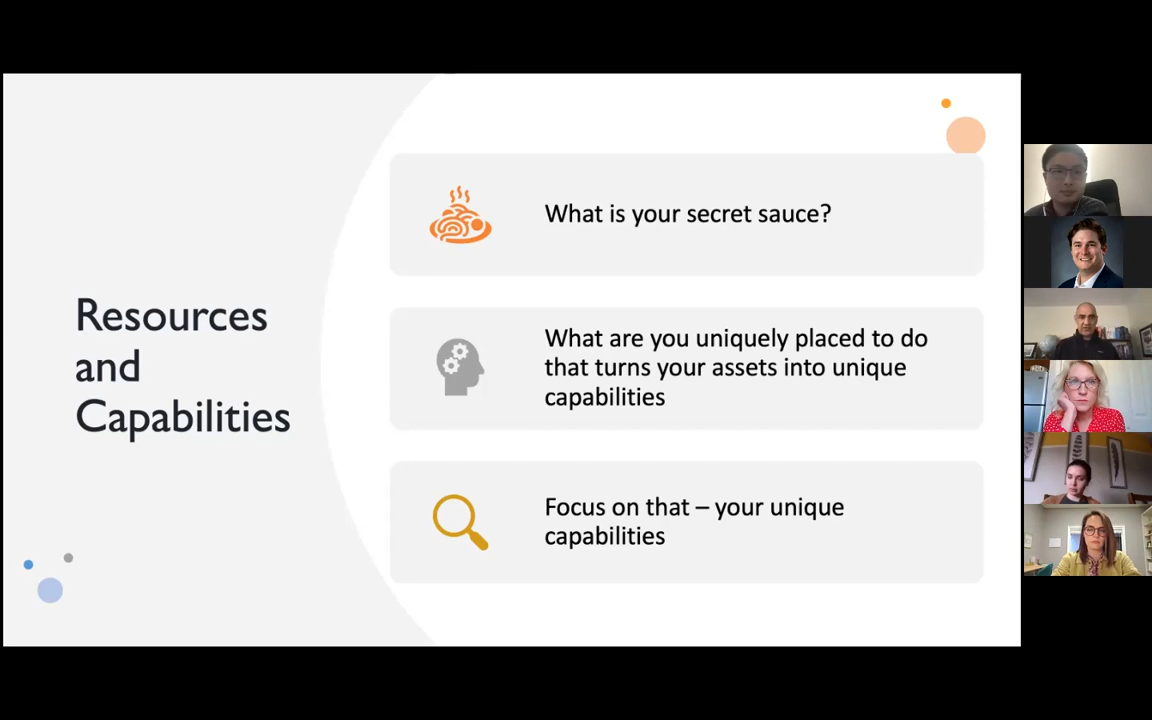 Resources
and
Capabilities
What is your secret sauce?
What are you uniquely placed to do
that turns your assets into unique
capabilities
Focus on that – your unique
capabilities